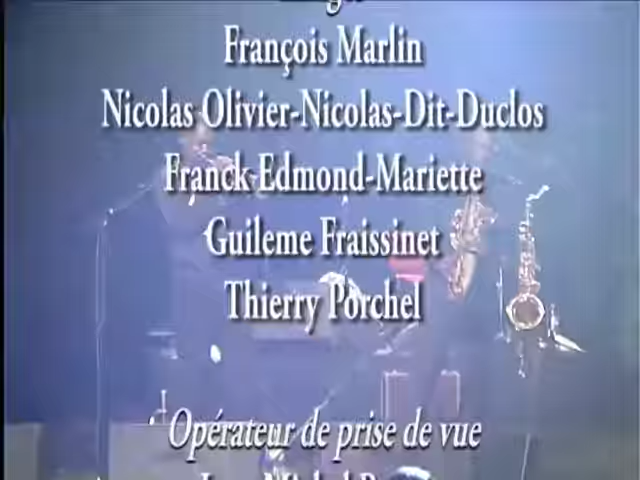 François Marlin
Nicolas Olivier-Nicolas-Dit-Duclos
Franck Edmond-Mariette
Guileme Fraissinet
Thierry Porchel
Opérateur de prise de vue